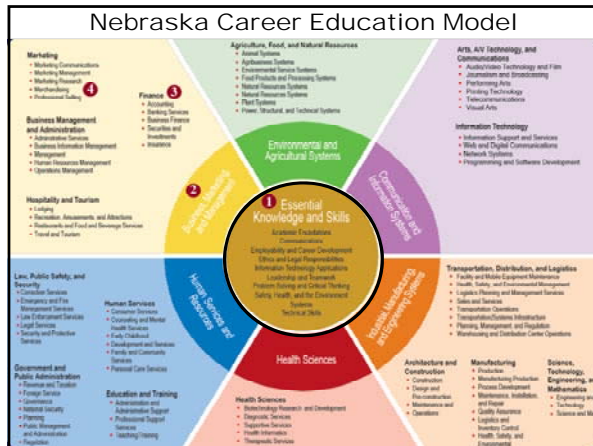 Nebraska Career Education Model
Marketing
Marketing Communications
Marketing Management
Marketing Research
Merchandising
Professional Selling
4
Finance
3
Accounting
Banking Services
Business Finance
Securities and
Investments
Insurance
Business Management
and Administration
Administrative Services
Business Information Management
Management
Human Resources Management
Operations Management
Hospitality and Tourism
Lodging
Recreation, Amusements, and Attractions
Restaurants and Food and Beverage Services
Travel and Tourism
2
Business, Marketing,
and Management
Agriculture, Food, and Natural Resources
Animal Systems
Agribusiness Systems
Environmental Service Systems
Food Products and Processing Systems
Natural Resources Systems
Natural Resources Systems
Plant Systems
Power, Structural, and Technical Systems
Environmental and
Agricultural Systems
Arts, A/V Technology, and
Communications
Audio/Video Technology and Film
Journalism and Broadcasting
Performing Arts
Printing Technology
Telecommunications
Visual Arts
Information Technology
Information Support and Services
Web and Digital Communications
Network Systems
Programming and Software Development
Communication and
Information Systems
1
Essential
Knowledge and Skills
Academic Foundations
Communications
Employability and Career Development
Ethics and Legal Responsibilities
Information Technology Applications
Leadership and Teamwork
Problem Solving and Critical Thinking
Safety, Health, and the Environment
Systems
Technical Skills
Law, Public Safety, and
Security
Correction Services
Emergency and Fire
Management Services
Law Enforcement Services
Legal Services
Security and Protective
Services
Human Services
Consumer Services
Counseling and Mental
Health Services
Early Childhood
Development and Services
Family and Community
Services
Personal Care Services
Government and
Public Administration
Revenue and Taxation
Foreign Service
Governance
National Security
Planning
Public Management
and Administration
Regulation
Education and Training
Administration and
Administrative Support
Professional Support
Services
Teaching/Training
Human Services and
Resources
Health Sciences
Health Sciences
Biotechnology Research and Development
Diagnostic Services
Supportive Services
Health Informatics
Therapeutic Services
Industrial, Manufacturing,
and Engineering Systems
Transportation, Distribution, and Logistics
Facility and Mobile Equipment Maintenance
Health, Safety, and Environmental Management
Logistics Planning and Management Services
Sales and Services
Transportation Operations
Transportation/Systems Infrastructure
Planning, Management, and Regulation
Warehousing and Distribution Center Operations
Architecture and
Construction
Construction
Design and
Pre-construction
Maintenance and
Operations
Manufacturing
Production
Manufacturing Production
Process Development
Maintenance, Installation,
and Repair
Quality Assurance
Logistics and
Inventory Control
Health, Safety, and
Environmental
Science,
Technology,
Engineering, and
Mathematics
Engineering and
Technology
Science and Ma